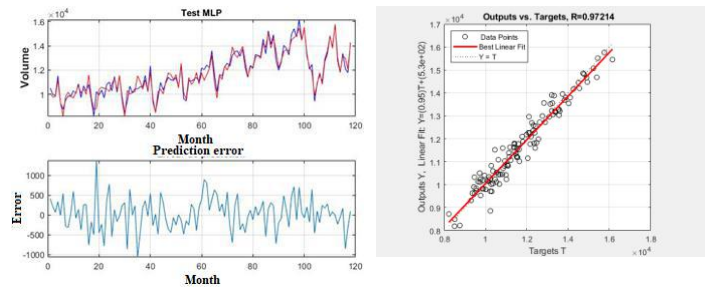 Test MLP
×10⁴
1.6
1.4
1.2
1
Volume
0 20 40 60 80 100 120
Month
Prediction error
1000
500
0
-500
-1000
Error
0 20 40 60 80 100 120
Month
Outputs vs. Targets, R=0.97214
×10⁴
1.7
1.6
1.5
1.4
1.3
1.2
1.1
1
0.9
0.8
Data Points
Best Linear Fit
Y = T
Outputs Y, Linear Fit: Y=(0.95)T+(5.3e+02)
0.8 1 1.2 1.4 1.6 1.8
Targets T
×10⁴